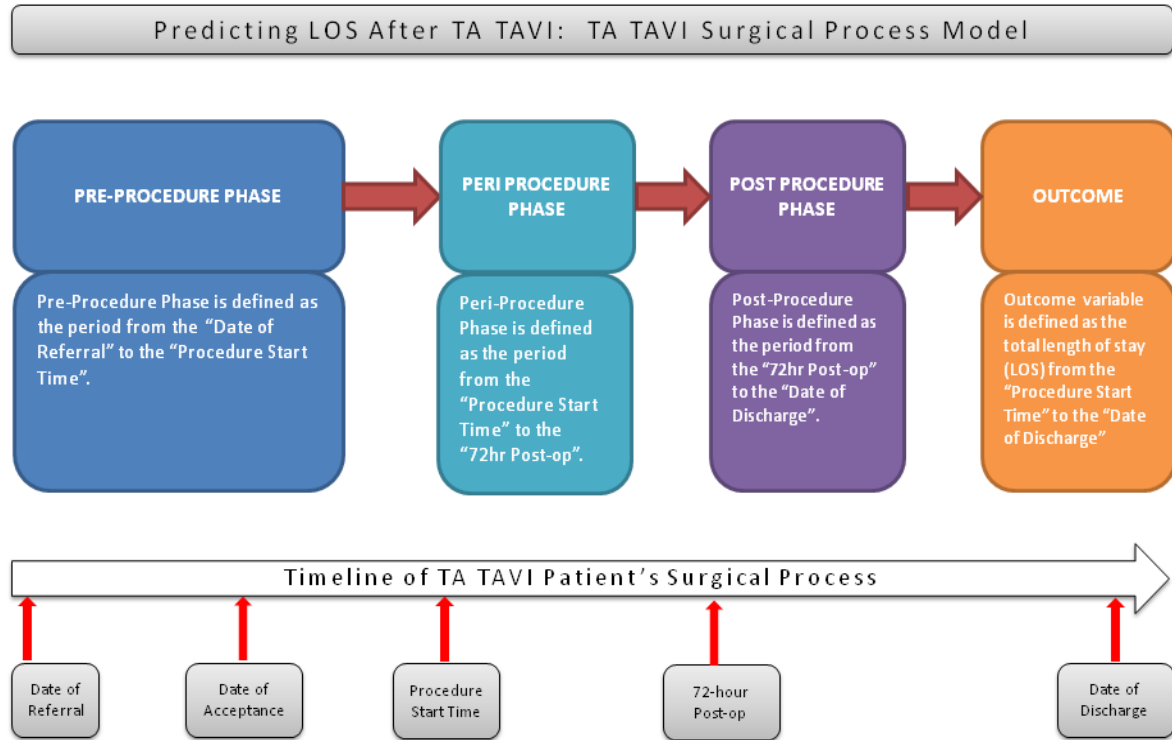 Predicting LOS After TA TAVI: TA TAVI Surgical Process Model
PRE-PROCEDURE PHASE
PERI PROCEDURE
PHASE
POST PROCEDURE
PHASE
OUTCOME
Pre-Procedure Phase is defined as
the period from the “Date of
Referral” to the “Procedure Start
Time”.
Peri-Procedure
Phase is defined
as the period
from the
“Procedure Start
Time” to the
“72hr Post-op”.
Post-Procedure
Phase is defined as
the period from
the “72hr Post-op”
to the “Date of
Discharge”.
Outcome variable
is defined as the
total length of stay
(LOS) from the
“Procedure Start
Time” to the “Date
of Discharge”
Timeline of TA TAVI Patient’s Surgical Process
Date of
Referral
Date of
Acceptance
Procedure
Start Time
72-hour
Post-op
Date of
Discharge